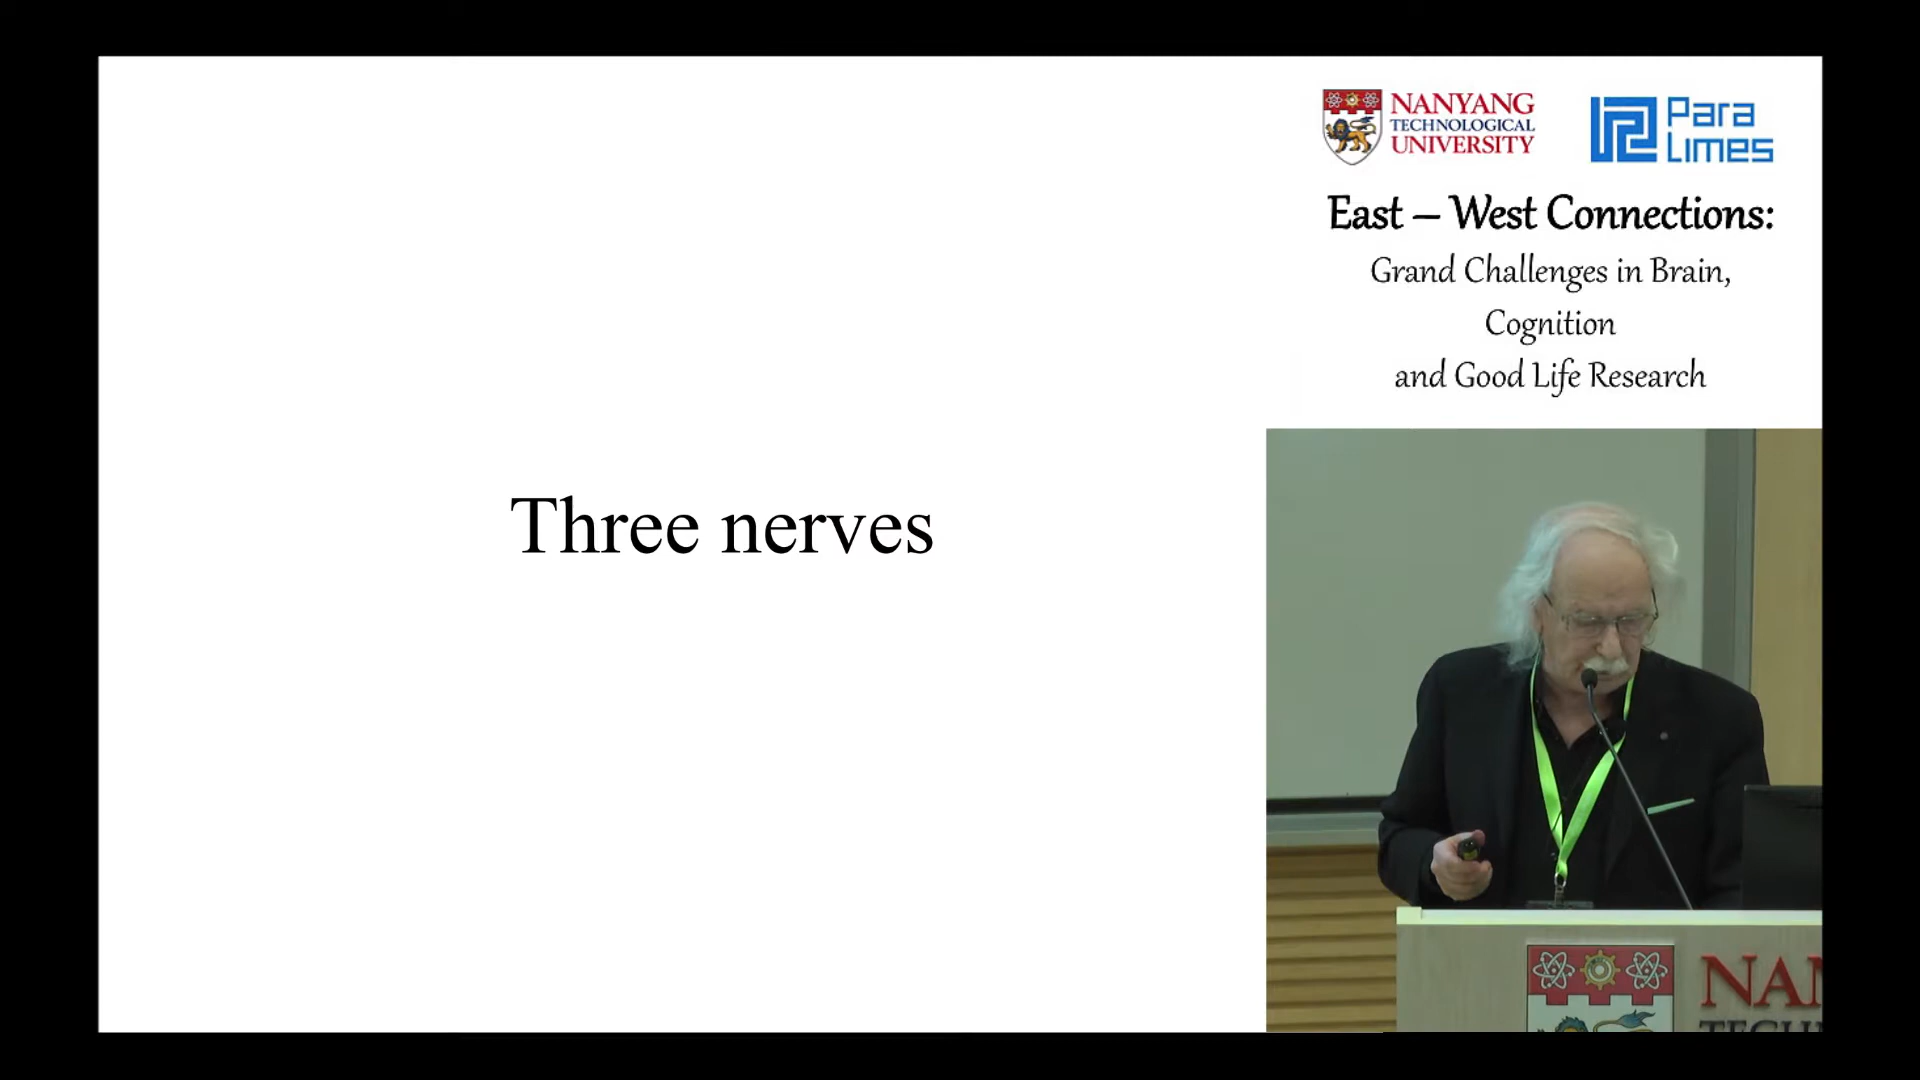 NANYANG
TECHNOLOGICAL
UNIVERSITY
Para
Limes
East – West Connections:
Grand Challenges in Brain,
Cognition
and Good Life Research
Three nerves